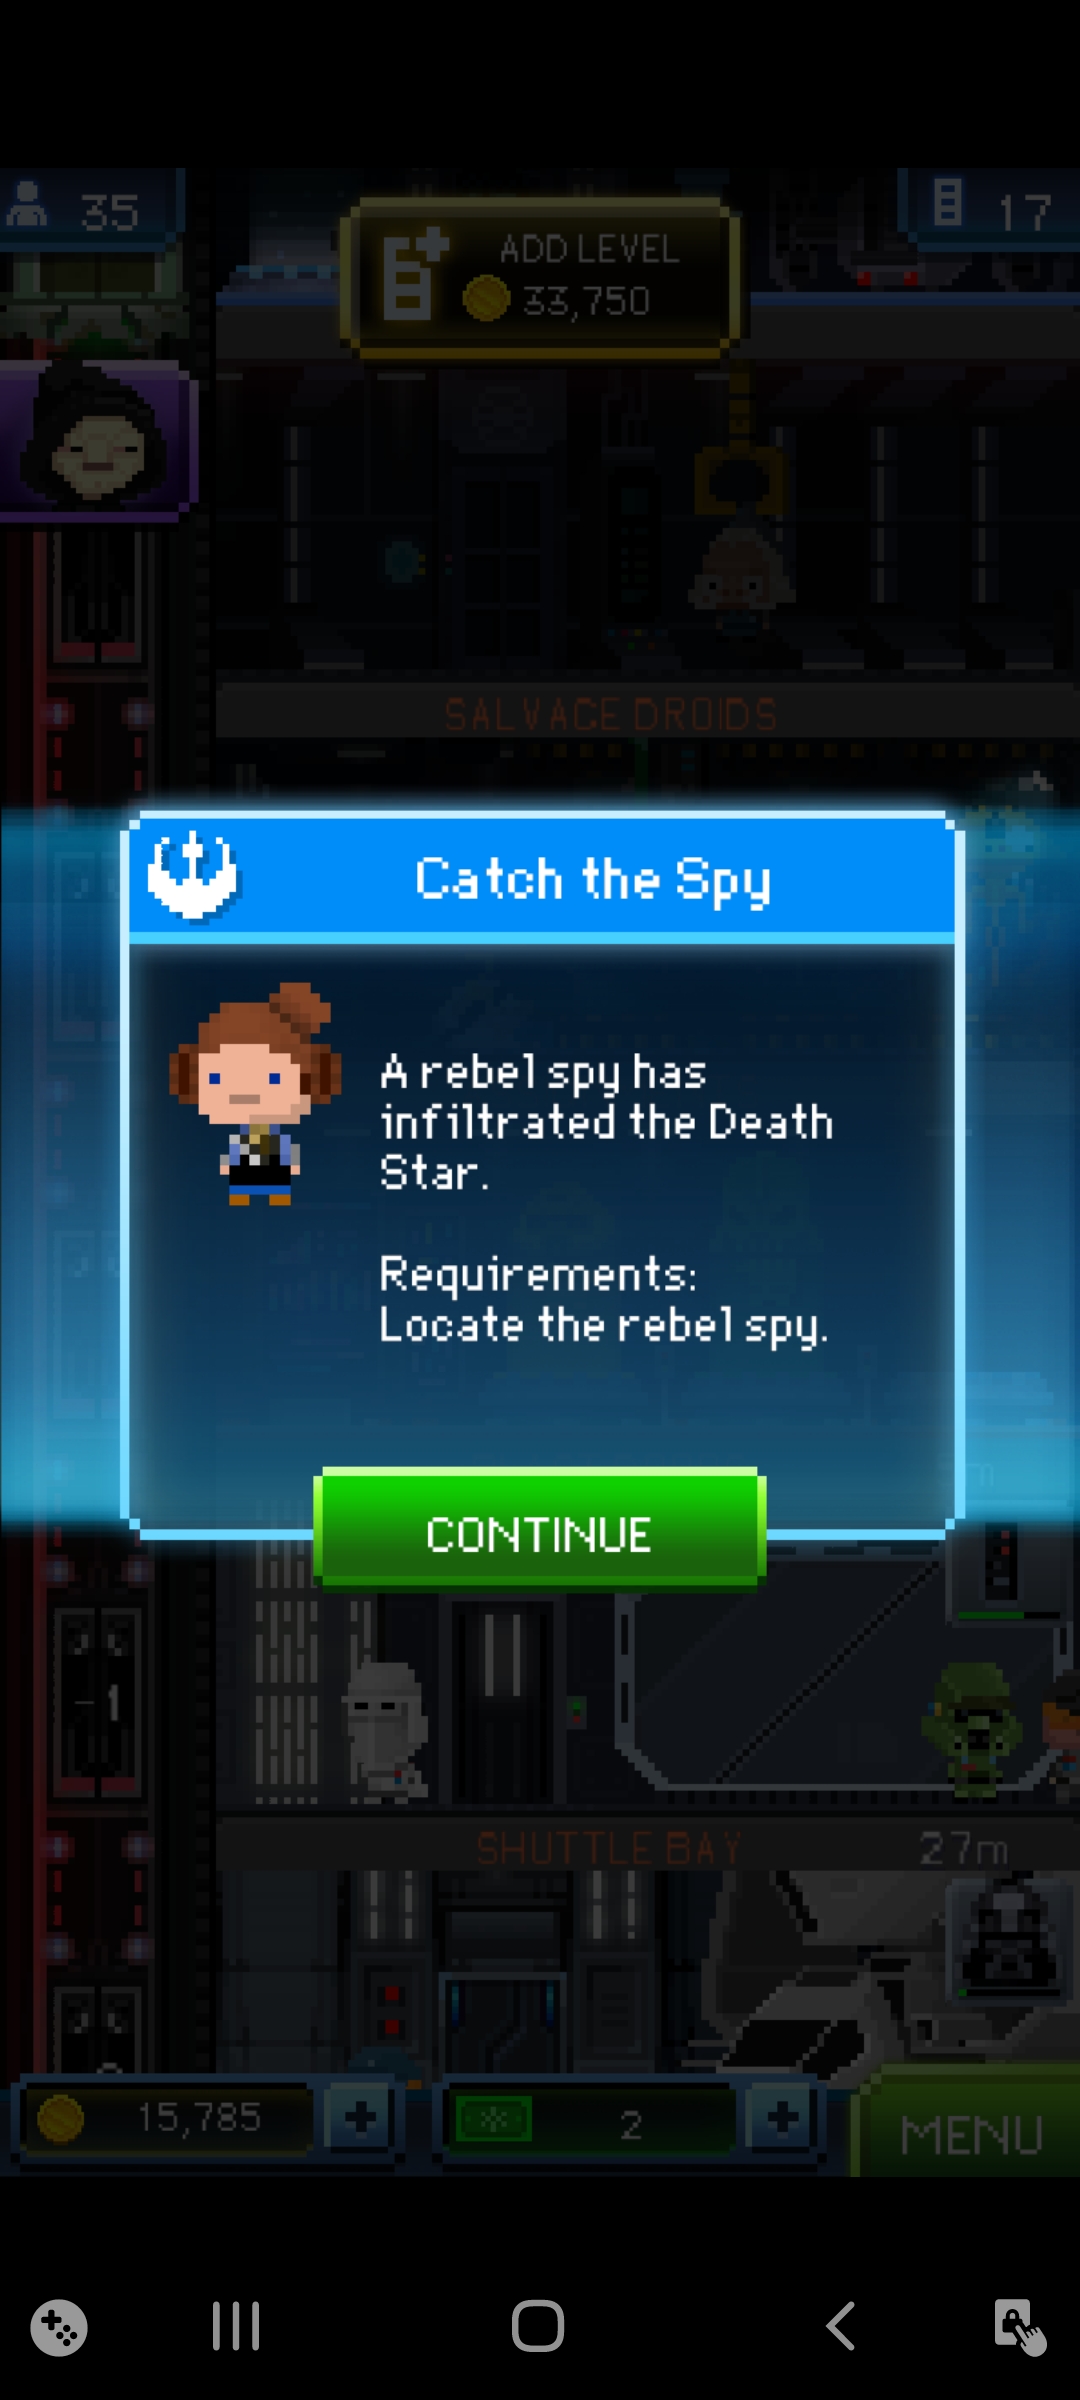 35
17
ADD LEVEL
33,750
SALVAGE DROIDS
Catch the Spy
A rebel spy has
infiltrated the Death
Star.
Requirements:
Locate the rebel spy.
CONTINUE
-1
SHUTTLE BAY
27m
15,785
2
MENU